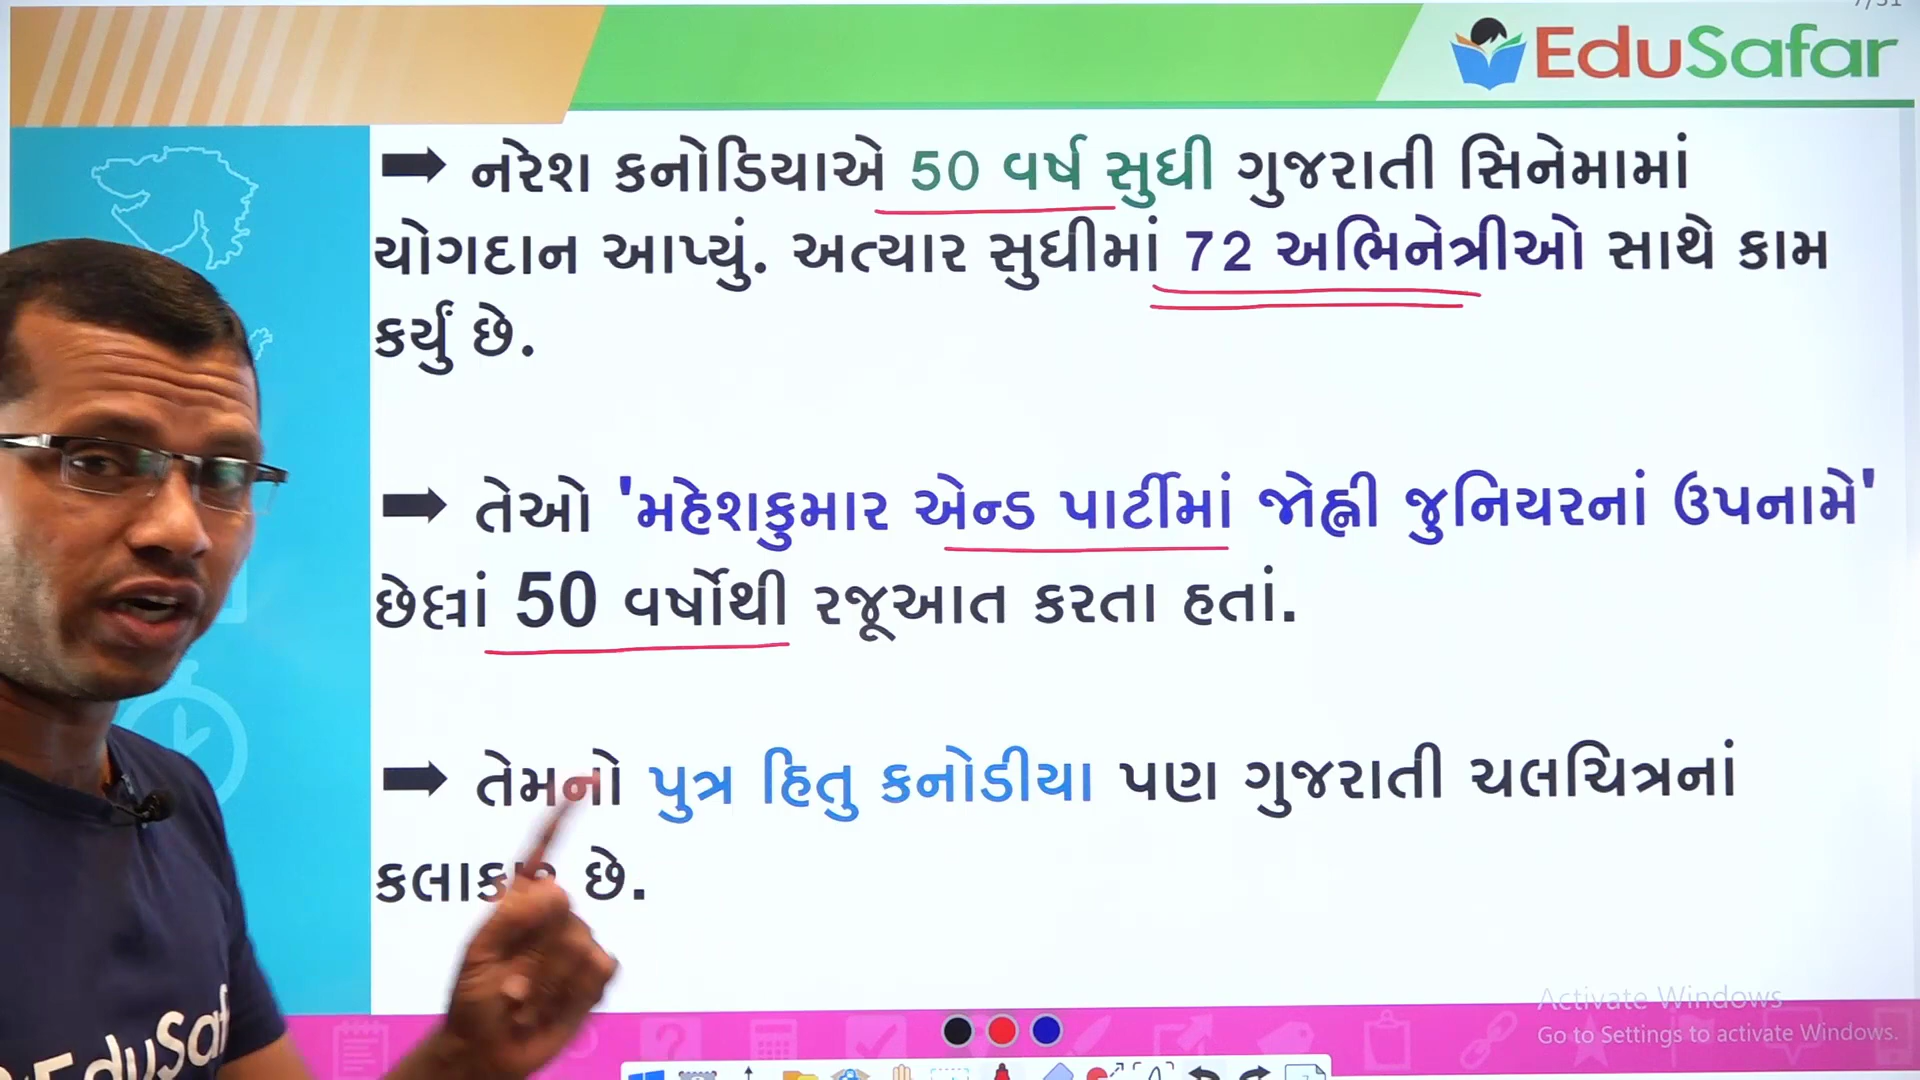 EduSafar
➡ નરેશ કનોડિયાએ 50 વર્ષ સુધી ગુજરાતી સિનેમામાં
યોગદાન આપ્યું. અત્યાર સુધીમાં 72 અભિનેત્રીઓ સાથે કામ
કર્યું છે.
➡ તેઓ 'મહેશકુમાર એન્ડ પાર્ટીમાં જોહ્ની જુનિયરનાં ઉપનામે'
છેલ્લાં 50 વર્ષોથી રજૂઆત કરતા હતાં.
➡ તેમનો પુત્ર હિતુ કનોડીયા પણ ગુજરાતી ચલચિત્રનાં
કલાકાર છે.
Activate Windows
Go to Settings to activate Windows.